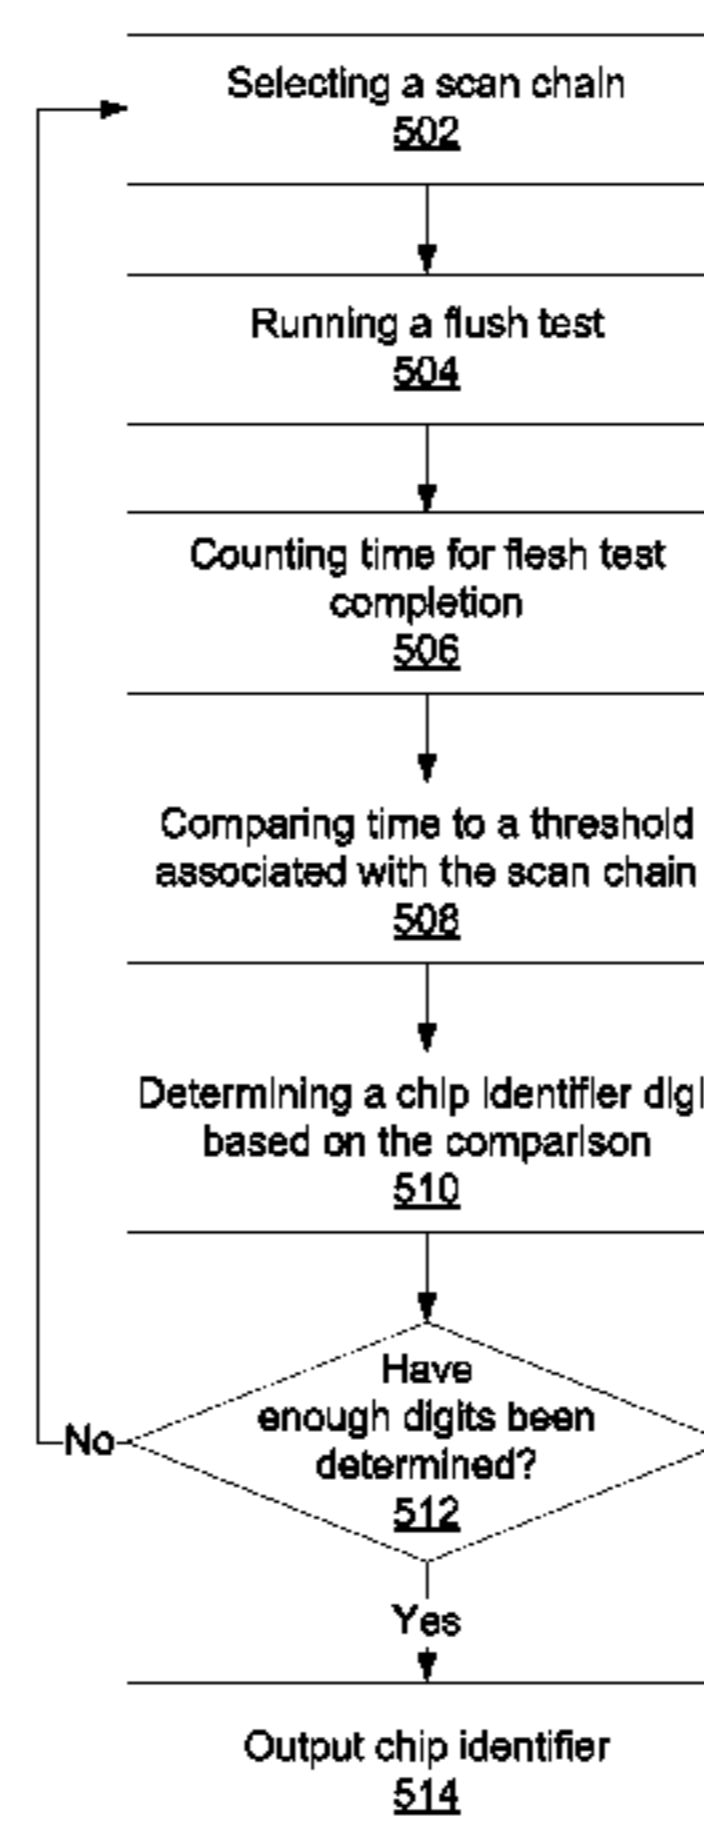 Selecting a scan chain
502
Running a flush test
504
Counting time for flesh test
completion
506
Comparing time to a threshold
associated with the scan chain
508
Determining a chip identifier digi
based on the comparison
510
Have
enough digits been
determined?
512
No
Yes
Output chip identifier
514